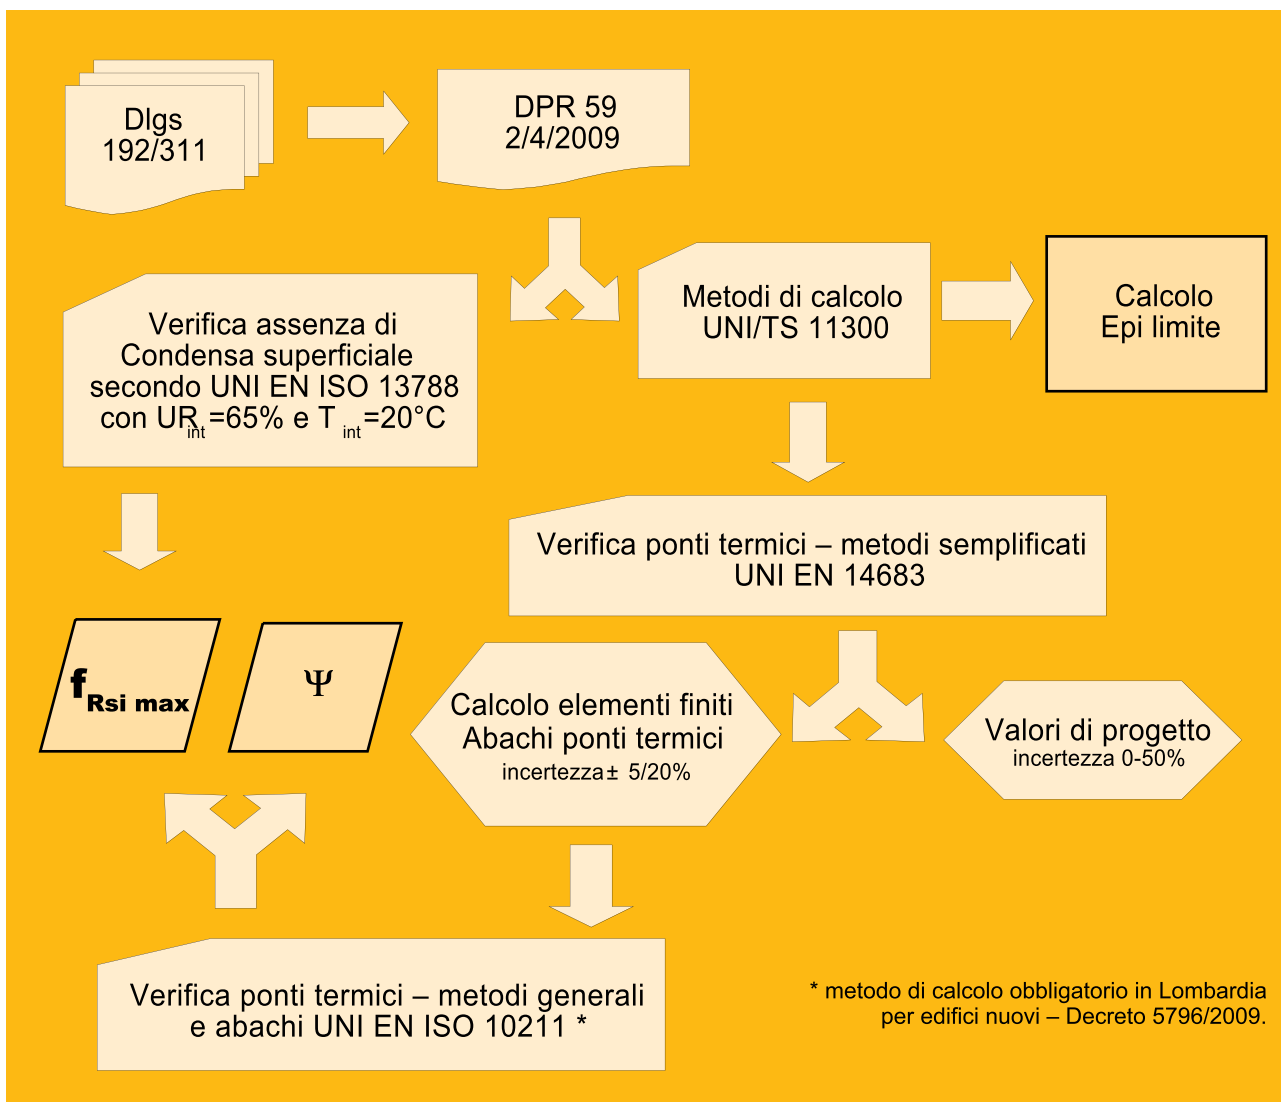 Dlgs
192/311
DPR 59
2/4/2009
Verifica assenza di
Condensa superficiale
secondo UNI EN ISO 13788
con URint=65% e T int=20°C
Metodi di calcolo
UNI/TS 11300
Calcolo
Epi limite
Verifica ponti termici – metodi semplificati
UNI EN 14683
fRsi max
Ψ
Calcolo elementi finiti
Abachi ponti termici
incertezza± 5/20%
Valori di progetto
incertezza 0-50%
Verifica ponti termici – metodi generali
e abachi UNI EN ISO 10211 *
* metodo di calcolo obbligatorio in Lombardia
per edifici nuovi – Decreto 5796/2009.